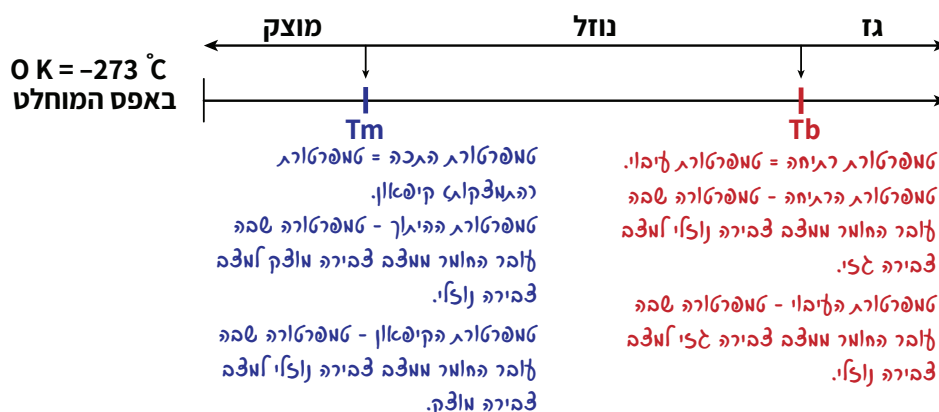 מוצק נוזל גז
O K = –273 °C
באפס המוחלט
Tm
Tb
טמפרטורת התכה = טמפרטורת
התמצקות\קיפאון.
טמפרטורת ההיתוך - טמפרטורה שבה
עובר החומר ממצב צבירה מוצק למצב
צבירה נוזלי.
טמפרטורת הקיפאון - טמפרטורה שבה
עובר החומר ממצב צבירה נוזלי למצב
צבירה מוצק.
טמפרטורת רתיחה = טמפרטורת עיבוי.
טמפרטורת הרתיחה - טמפרטורה שבה
עובר החומר ממצב צבירה נוזלי למצב
צבירה גזי.
טמפרטורת העיבוי - טמפרטורה שבה
עובר החומר ממצב צבירה גזי למצב
צבירה נוזלי.